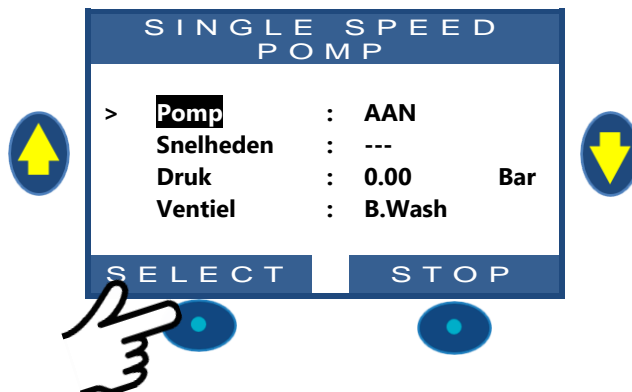 SINGLE SPEED
POMP
> Pomp : AAN
Snelheden : ---
Druk : 0.00 Bar
Ventiel : B.Wash
SELECT STOP